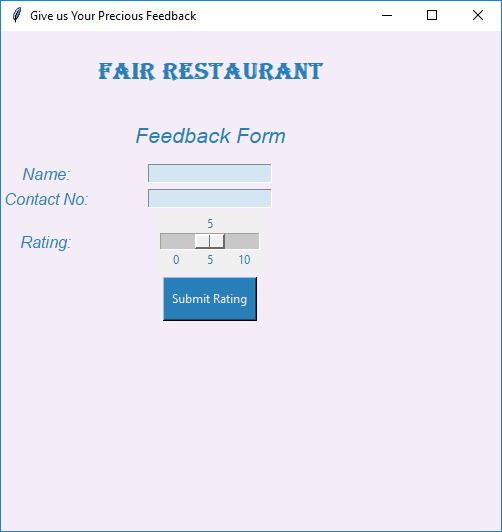 Give us Your Precious Feedback
FAIR RESTAURANT
Feedback Form
Name:
Contact No:
5
Rating:
0 5 10
Submit Rating